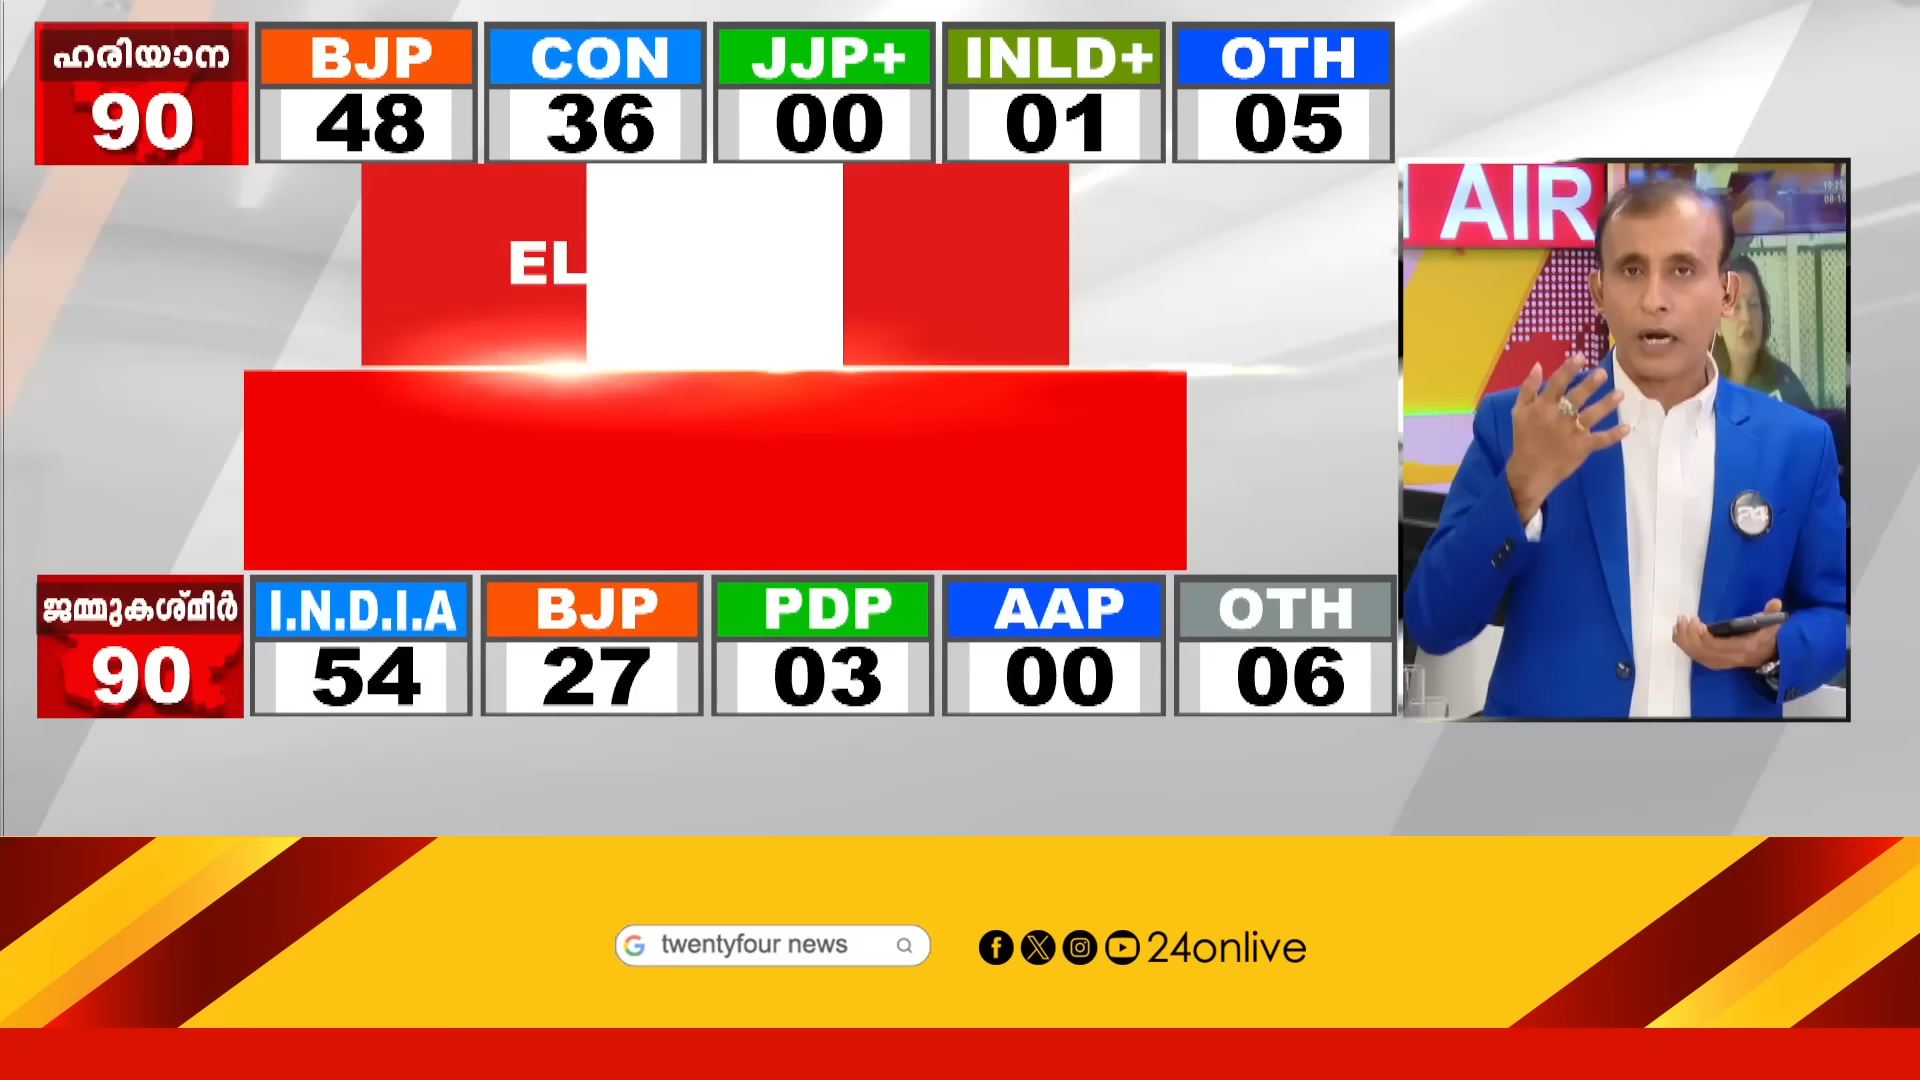 ഹരിയാന BJP CON JJP+ INLD+ OTH
90 48 36 00 01 05
AIR
EL
24
ജമ്മുകശ്മീർ I.N.D.I.A BJP PDP AAP OTH
90 54 27 03 00 06
twentyfour news
24onlive